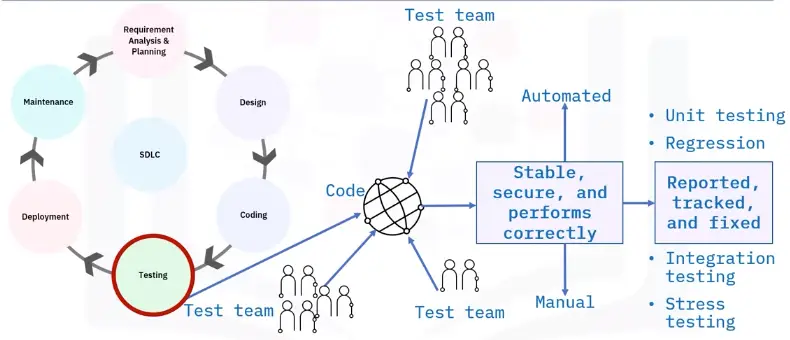 Requirement
Analysis &
Planning
Design
Coding
Testing
Deployment
Maintenance
SDLC
Test team
Code
Test team
Test team
Automated
Stable,
secure, and
performs
correctly
Manual
• Unit testing
• Regression
Reported,
tracked,
and fixed
• Integration
testing
• Stress
testing